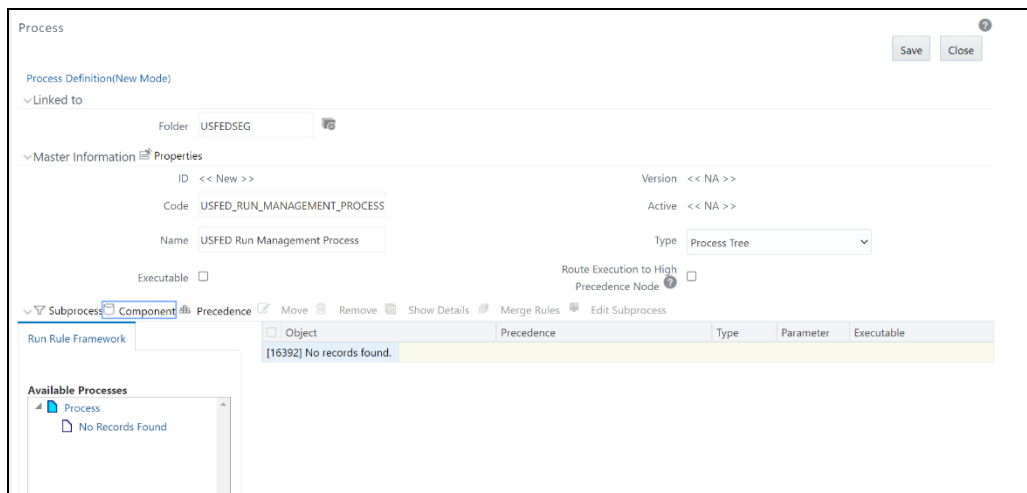 Process
Save Close
Process Definition(New Mode)
Linked to
Folder USFEDSEG
Master Information Properties
ID << New >> Version << NA >>
Code USFED_RUN_MANAGEMENT_PROCESS Active << NA >>
Name USFED Run Management Process Type Process Tree
Executable Route Execution to High
Precedence Node
Subprocess Component Precedence Move Remove Show Details Merge Rules Edit Subprocess
Run Rule Framework Object Precedence Type Parameter Executable
[16392] No records found.
Available Processes
Process
No Records Found